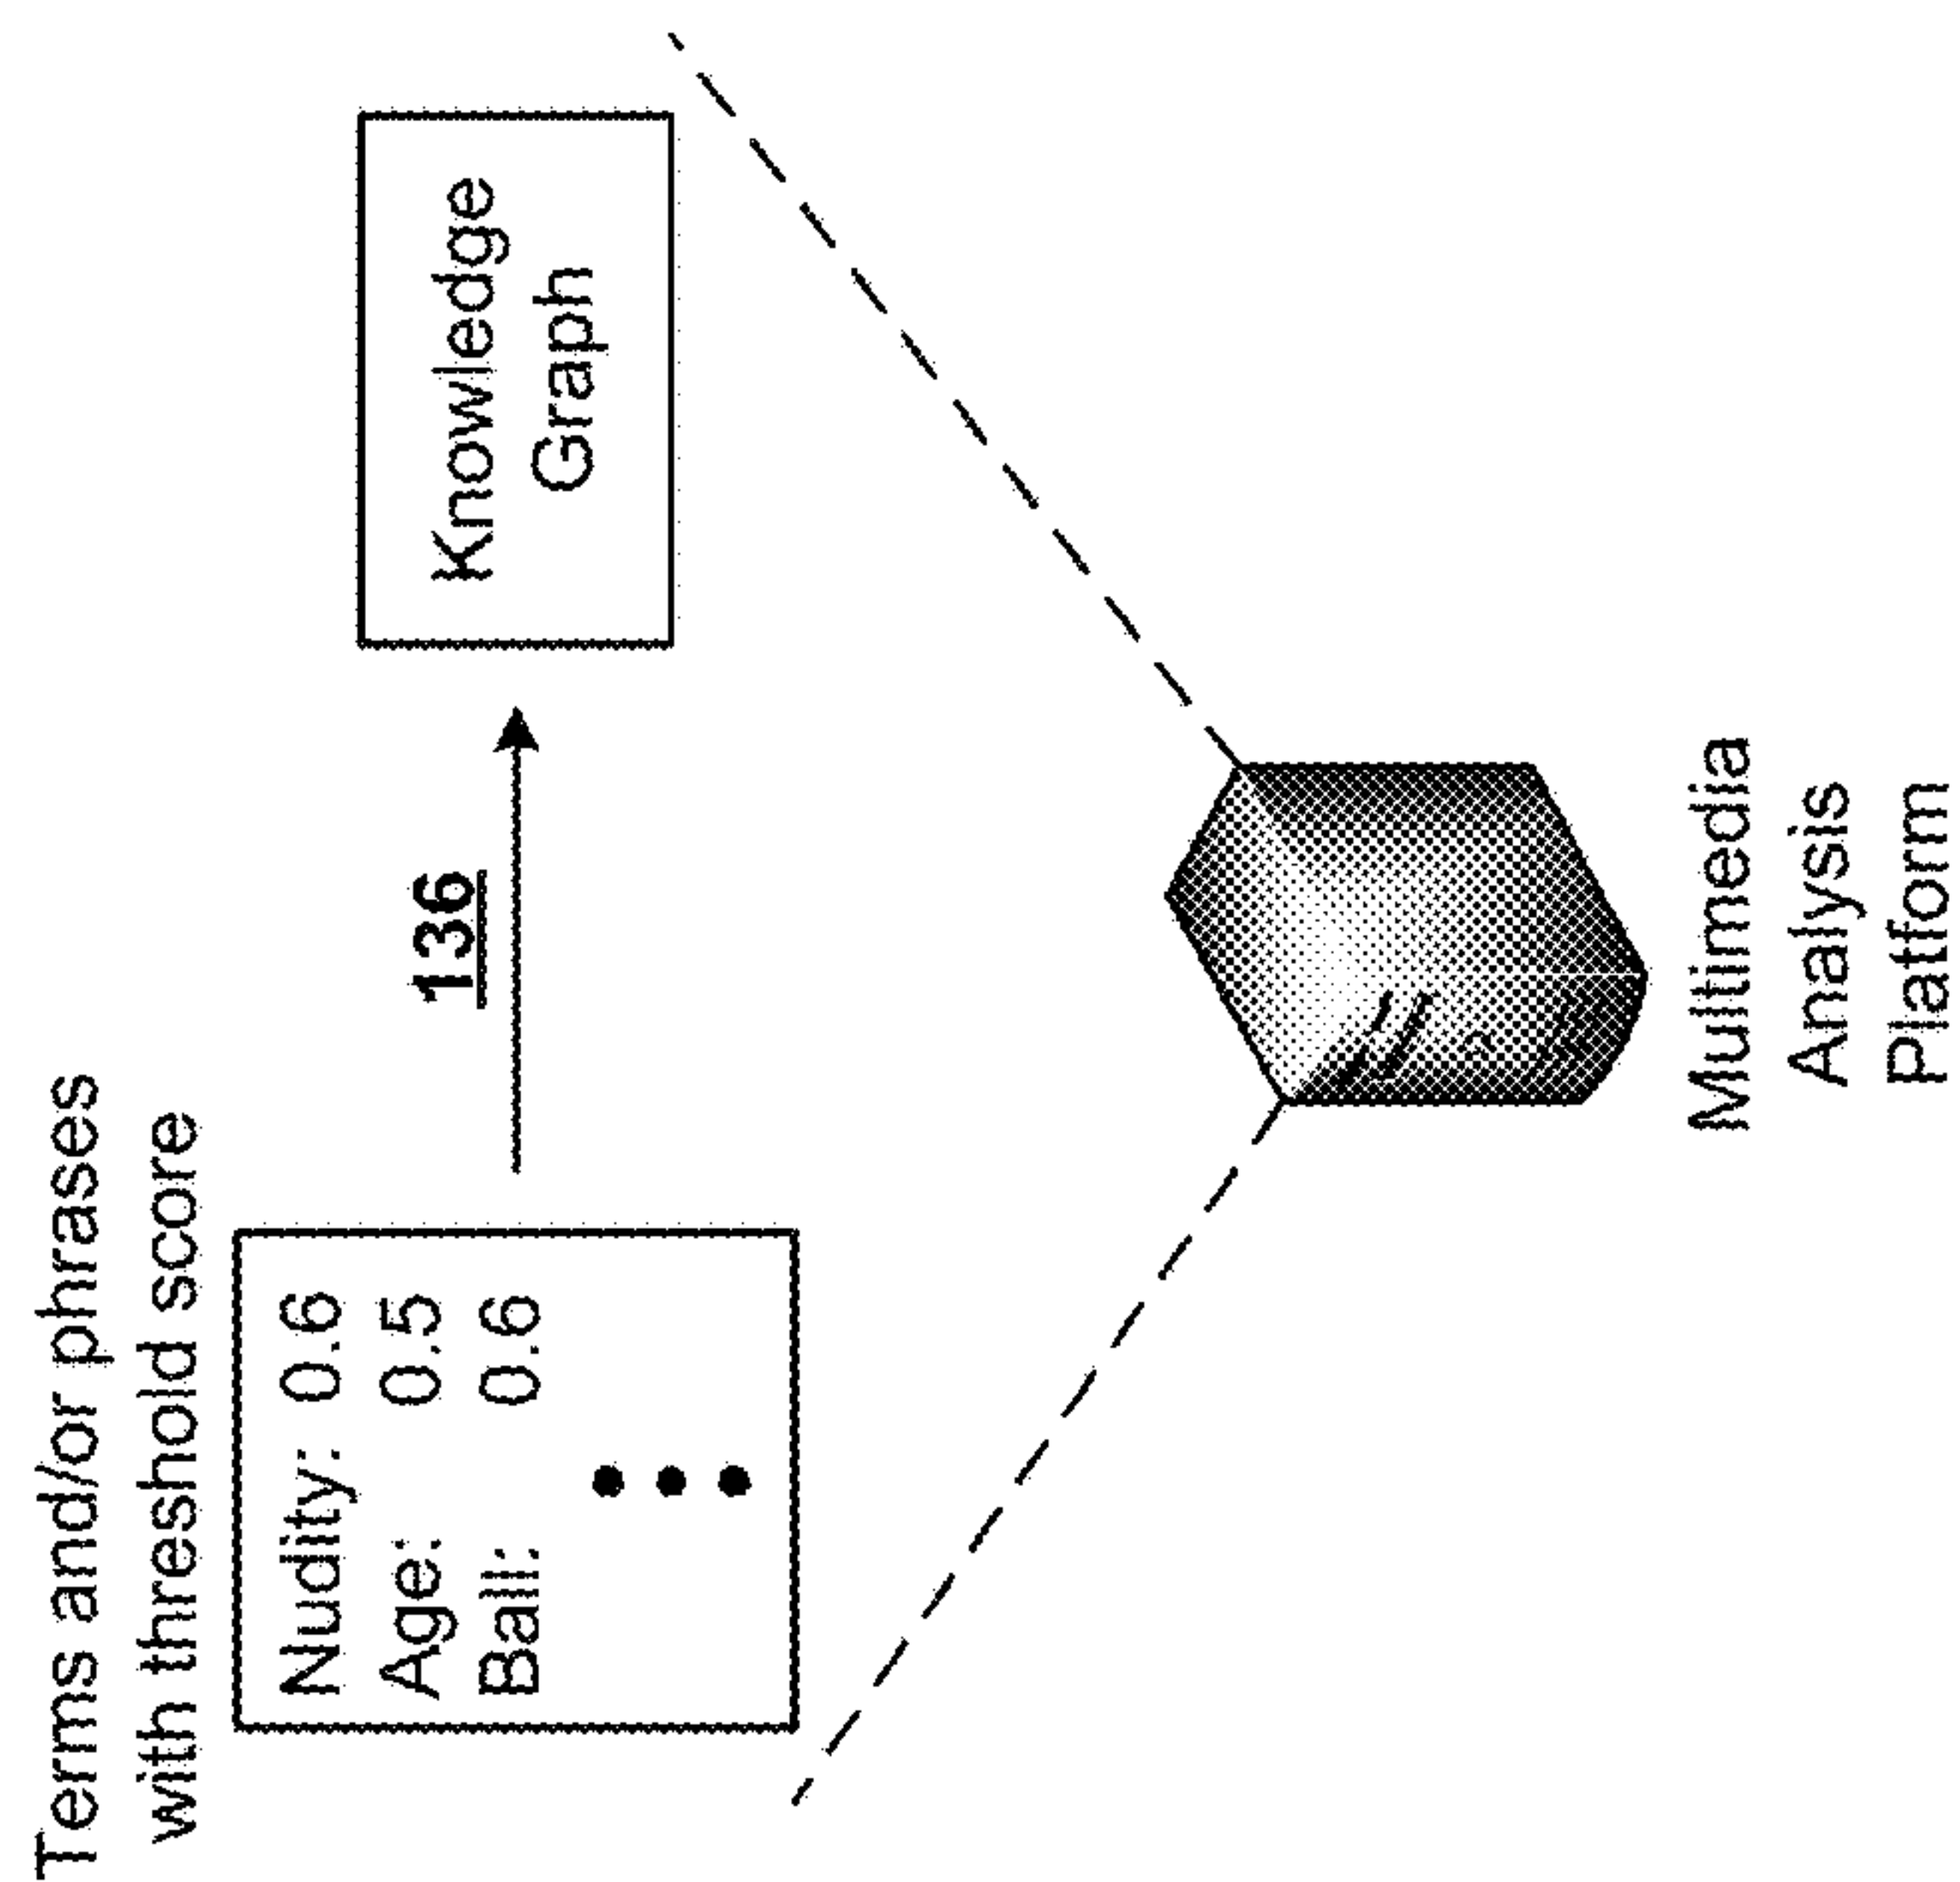 Terms and/or phrases
with threshold score
Nudity: 0.6
Age: 0.5
Ball: 0.6
136
Knowledge
Graph
Multimedia
Analysis
Platform